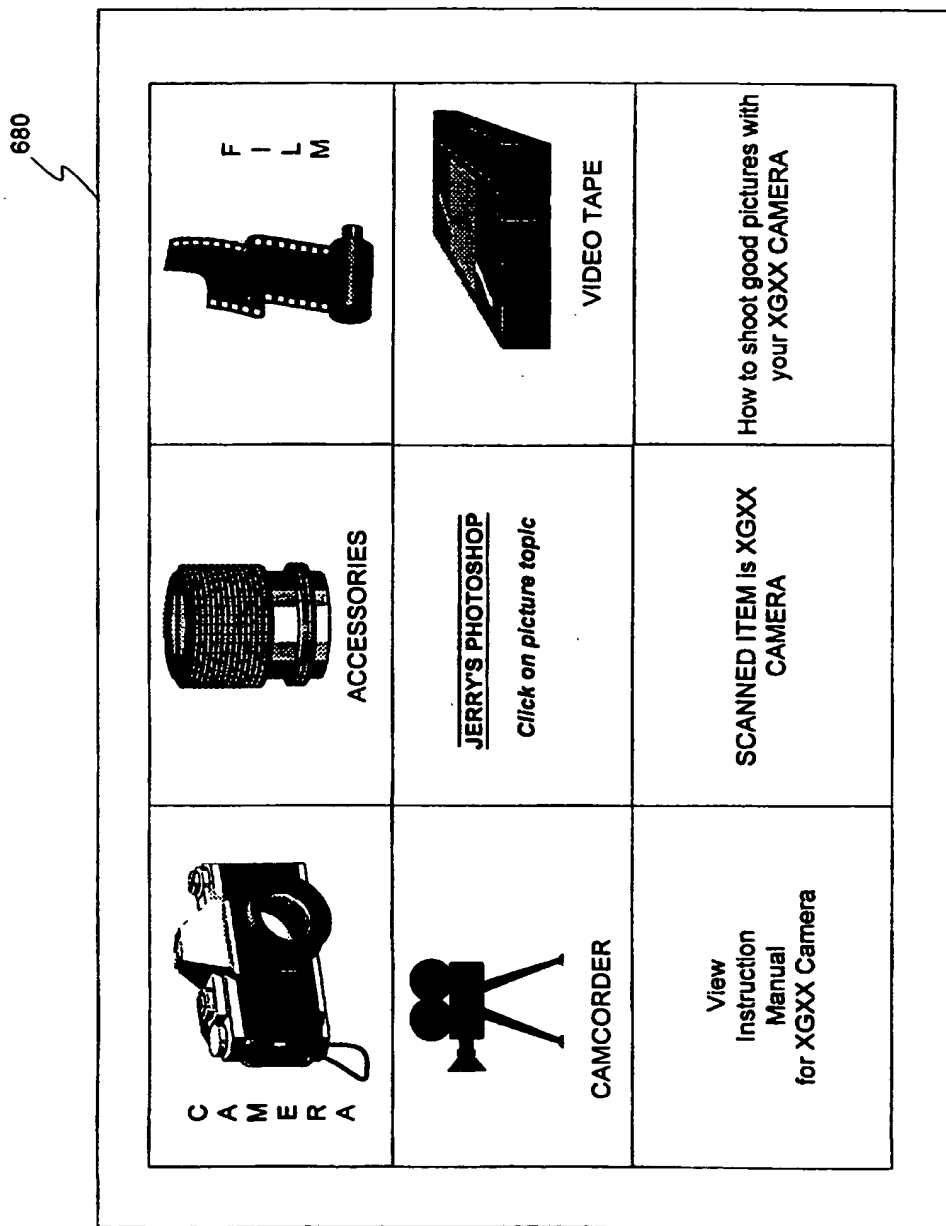 680
C
A
M
E
R
A
ACCESSORIES
F
I
L
M
CAMCORDER
JERRY'S PHOTOSHOP
Click on picture topic
VIDEO TAPE
View
Instruction
Manual
for XGXX Camera
SCANNED ITEM is XGXX
CAMERA
How to shoot good pictures with
your XGXX CAMERA